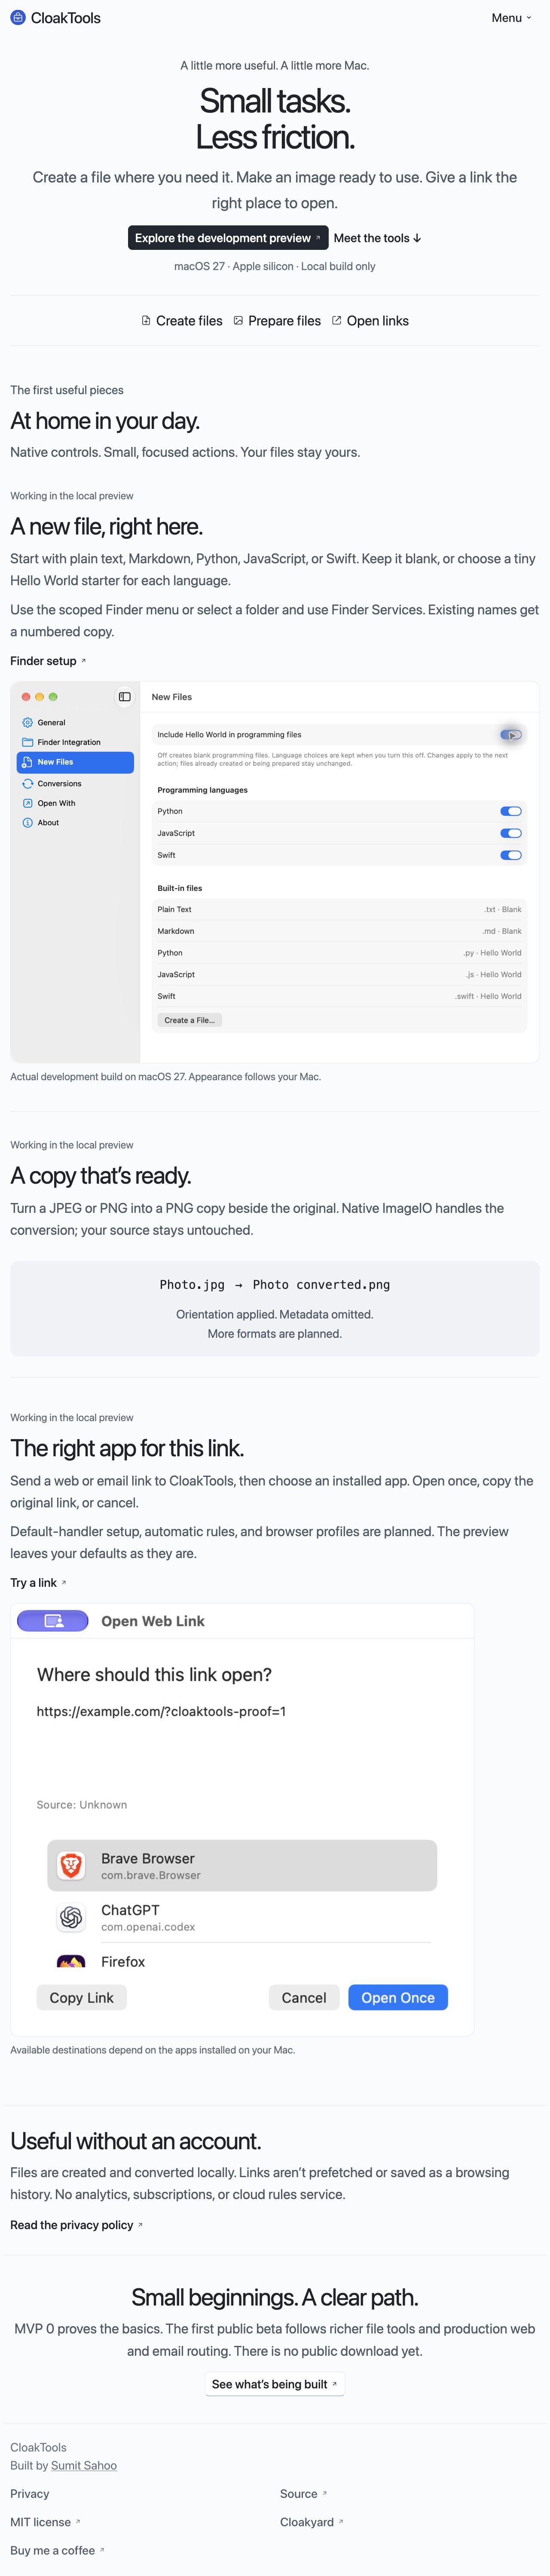 CloakTools
Menu
A little more useful. A little more Mac.
Small tasks.
Less friction.
Create a file where you need it. Make an image ready to use. Give a link the
right place to open.
Explore the development preview ↗ Meet the tools ↓
macOS 27 · Apple silicon · Local build only
Create files Prepare files Open links
The first useful pieces
At home in your day.
Native controls. Small, focused actions. Your files stay yours.
Working in the local preview
A new file, right here.
Start with plain text, Markdown, Python, JavaScript, or Swift. Keep it blank, or choose a tiny
Hello World starter for each language.
Use the scoped Finder menu or select a folder and use Finder Services. Existing names get
a numbered copy.
Finder setup ↗
General
Finder Integration
New Files
Conversions
Open With
About
New Files
Include Hello World in programming files
Off creates blank programming files. Language choices are kept when you turn this off. Changes apply to the next
action; files already created or being prepared stay unchanged.
Programming languages
Python
JavaScript
Swift
Built-in files
Plain Text .txt · Blank
Markdown .md · Blank
Python .py · Hello World
JavaScript .js · Hello World
Swift .swift · Hello World
Create a File...
Actual development build on macOS 27. Appearance follows your Mac.
Working in the local preview
A copy that's ready.
Turn a JPEG or PNG into a PNG copy beside the original. Native ImageIO handles the
conversion; your source stays untouched.
Photo.jpg → Photo converted.png
Orientation applied. Metadata omitted.
More formats are planned.
Working in the local preview
The right app for this link.
Send a web or email link to CloakTools, then choose an installed app. Open once, copy the
original link, or cancel.
Default-handler setup, automatic rules, and browser profiles are planned. The preview
leaves your defaults as they are.
Try a link ↗
Open Web Link
Where should this link open?
https://example.com/?cloaktools-proof=1
Source: Unknown
Brave Browser
com.brave.Browser
ChatGPT
com.openai.codex
Firefox
Copy Link Cancel Open Once
Available destinations depend on the apps installed on your Mac.
Useful without an account.
Files are created and converted locally. Links aren't prefetched or saved as a browsing
history. No analytics, subscriptions, or cloud rules service.
Read the privacy policy ↗
Small beginnings. A clear path.
MVP 0 proves the basics. The first public beta follows richer file tools and production web
and email routing. There is no public download yet.
See what's being built ↗
CloakTools
Built by Sumit Sahoo
Privacy Source ↗
MIT license ↗ Cloakyard ↗
Buy me a coffee ↗